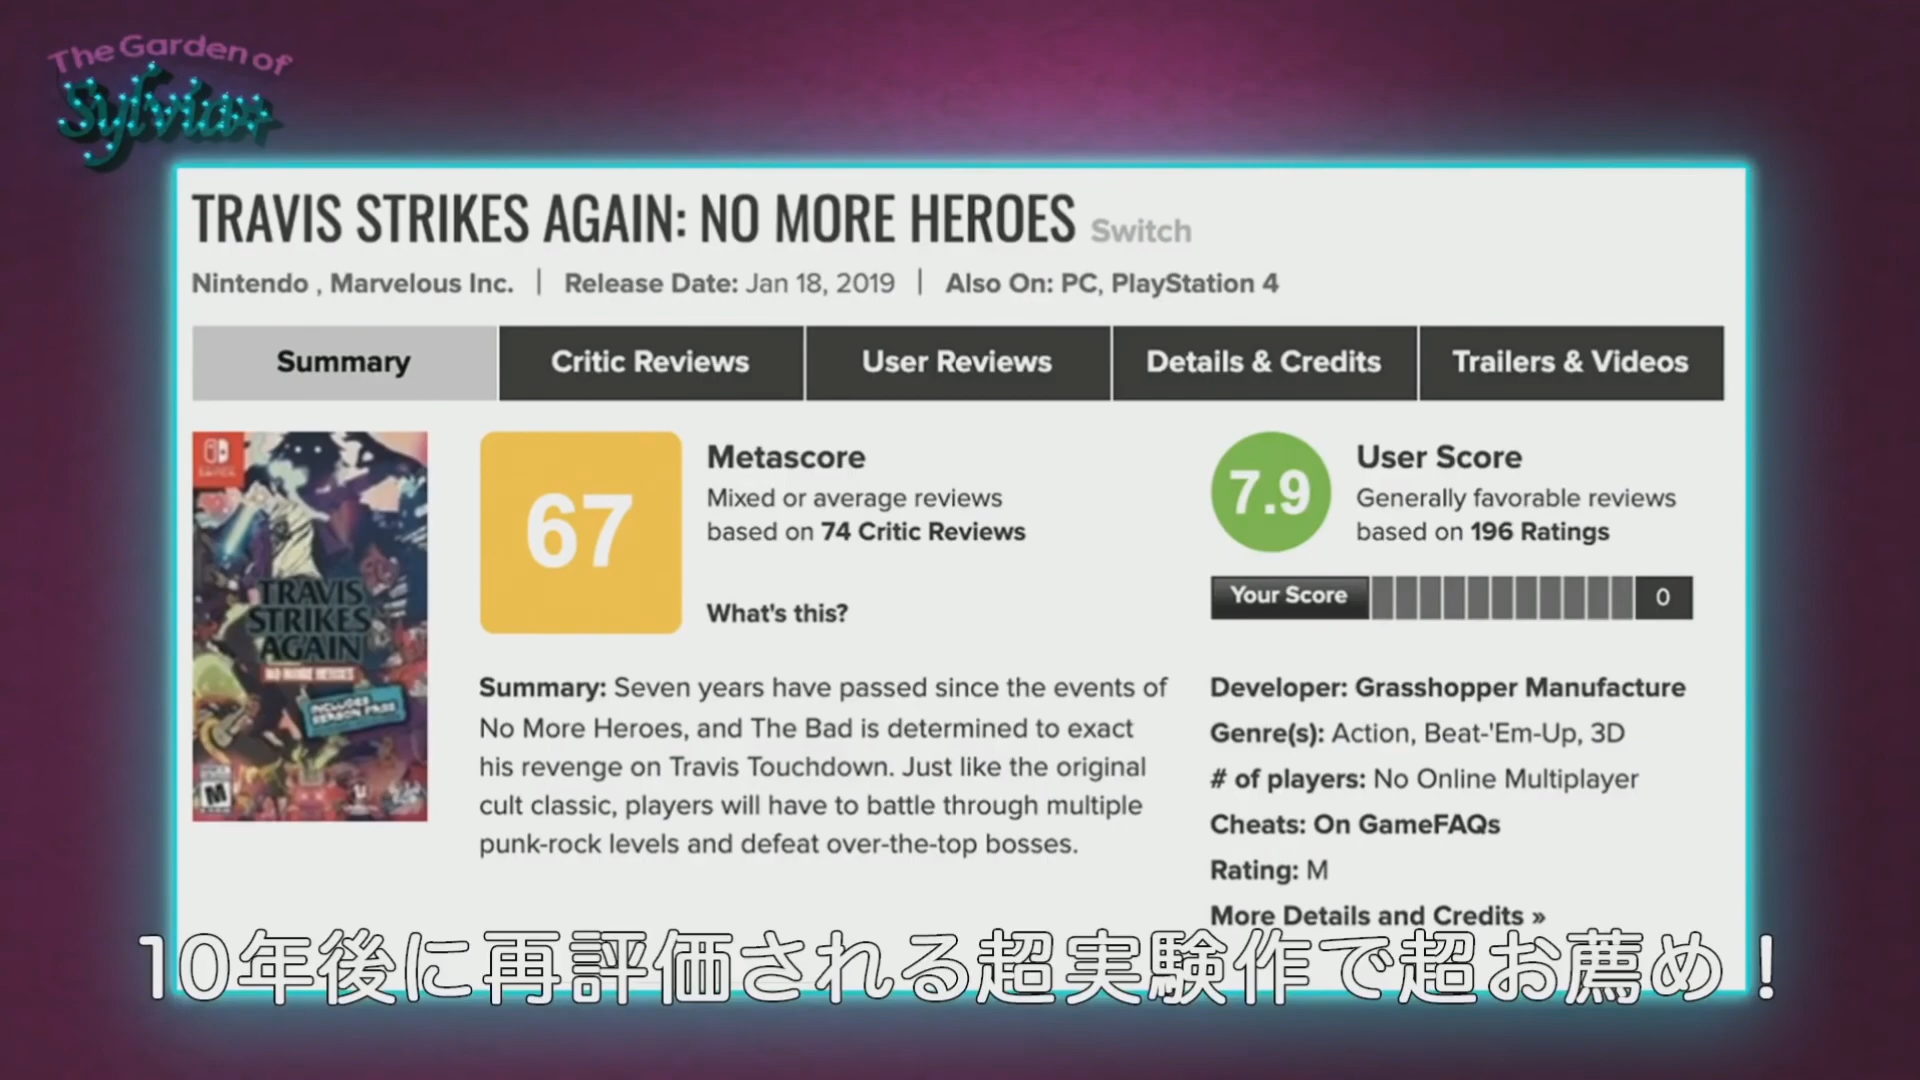 The Garden of
Sylvia
TRAVIS STRIKES AGAIN: NO MORE HEROES Switch
Nintendo , Marvelous Inc. | Release Date: Jan 18, 2019 | Also On: PC, PlayStation 4
Summary Critic Reviews User Reviews Details & Credits Trailers & Videos
TRAVIS
STRIKES
AGAIN
NO MORE HEROES
INCLUDES
SEASON PASS
M
67
Metascore
Mixed or average reviews
based on 74 Critic Reviews
What's this?
7.9
User Score
Generally favorable reviews
based on 196 Ratings
Your Score 0
Summary: Seven years have passed since the events of
No More Heroes, and The Bad is determined to exact
his revenge on Travis Touchdown. Just like the original
cult classic, players will have to battle through multiple
punk-rock levels and defeat over-the-top bosses.
Developer: Grasshopper Manufacture
Genre(s): Action, Beat-'Em-Up, 3D
# of players: No Online Multiplayer
Cheats: On GameFAQs
Rating: M
More Details and Credits »
10年後に再評価される超実験作で超お薦め！